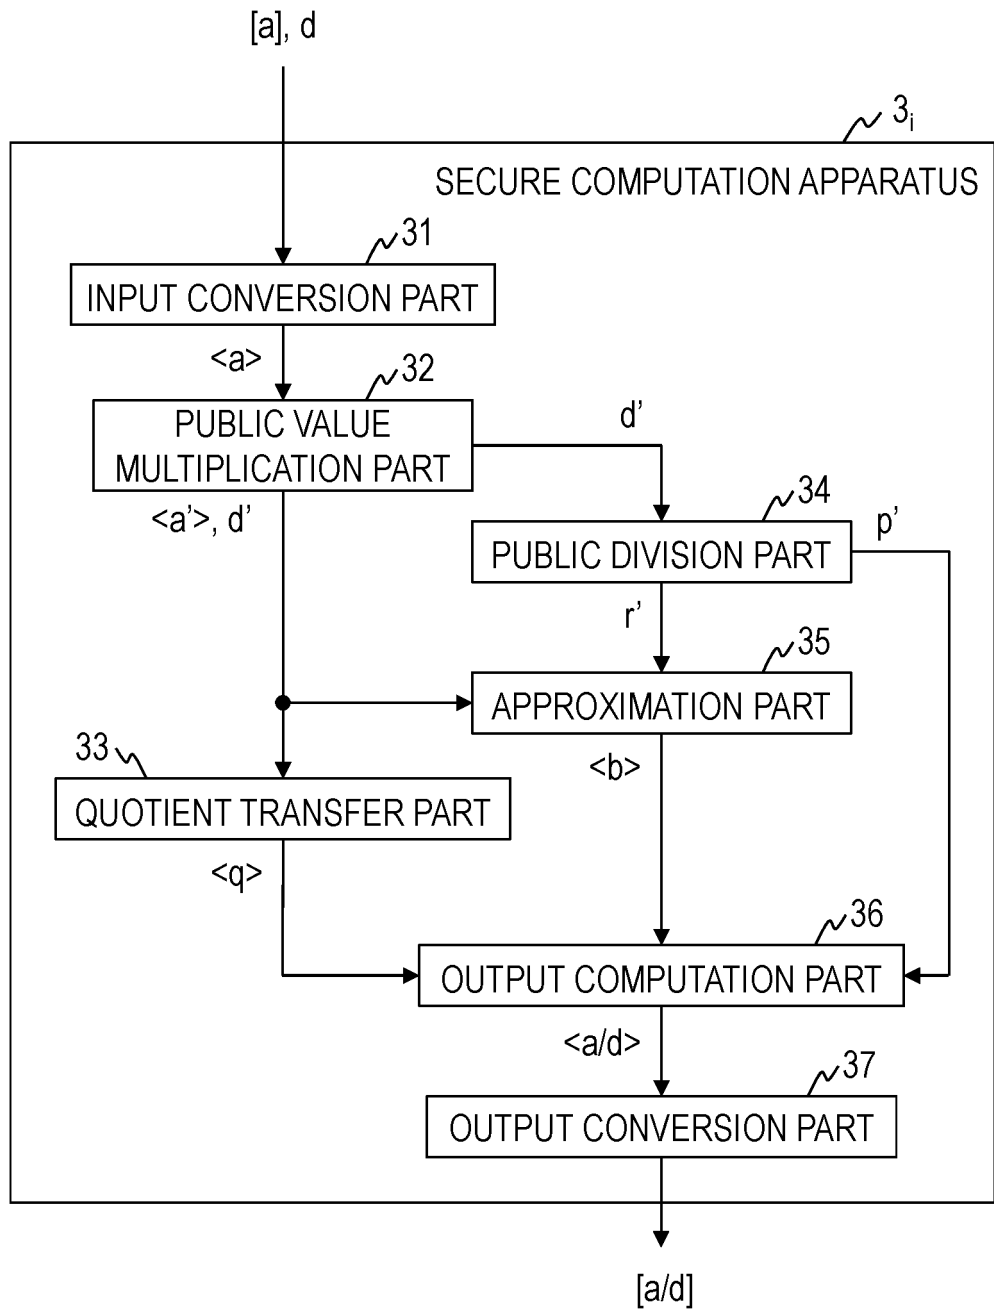 [a], d
3i
SECURE COMPUTATION APPARATUS
31
INPUT CONVERSION PART
<a>
32
PUBLIC VALUE
MULTIPLICATION PART
d’
<a’>, d’
34
PUBLIC DIVISION PART
p’
r’
35
APPROXIMATION PART
33
QUOTIENT TRANSFER PART
<b>
<q>
36
OUTPUT COMPUTATION PART
<a/d>
37
OUTPUT CONVERSION PART
[a/d]